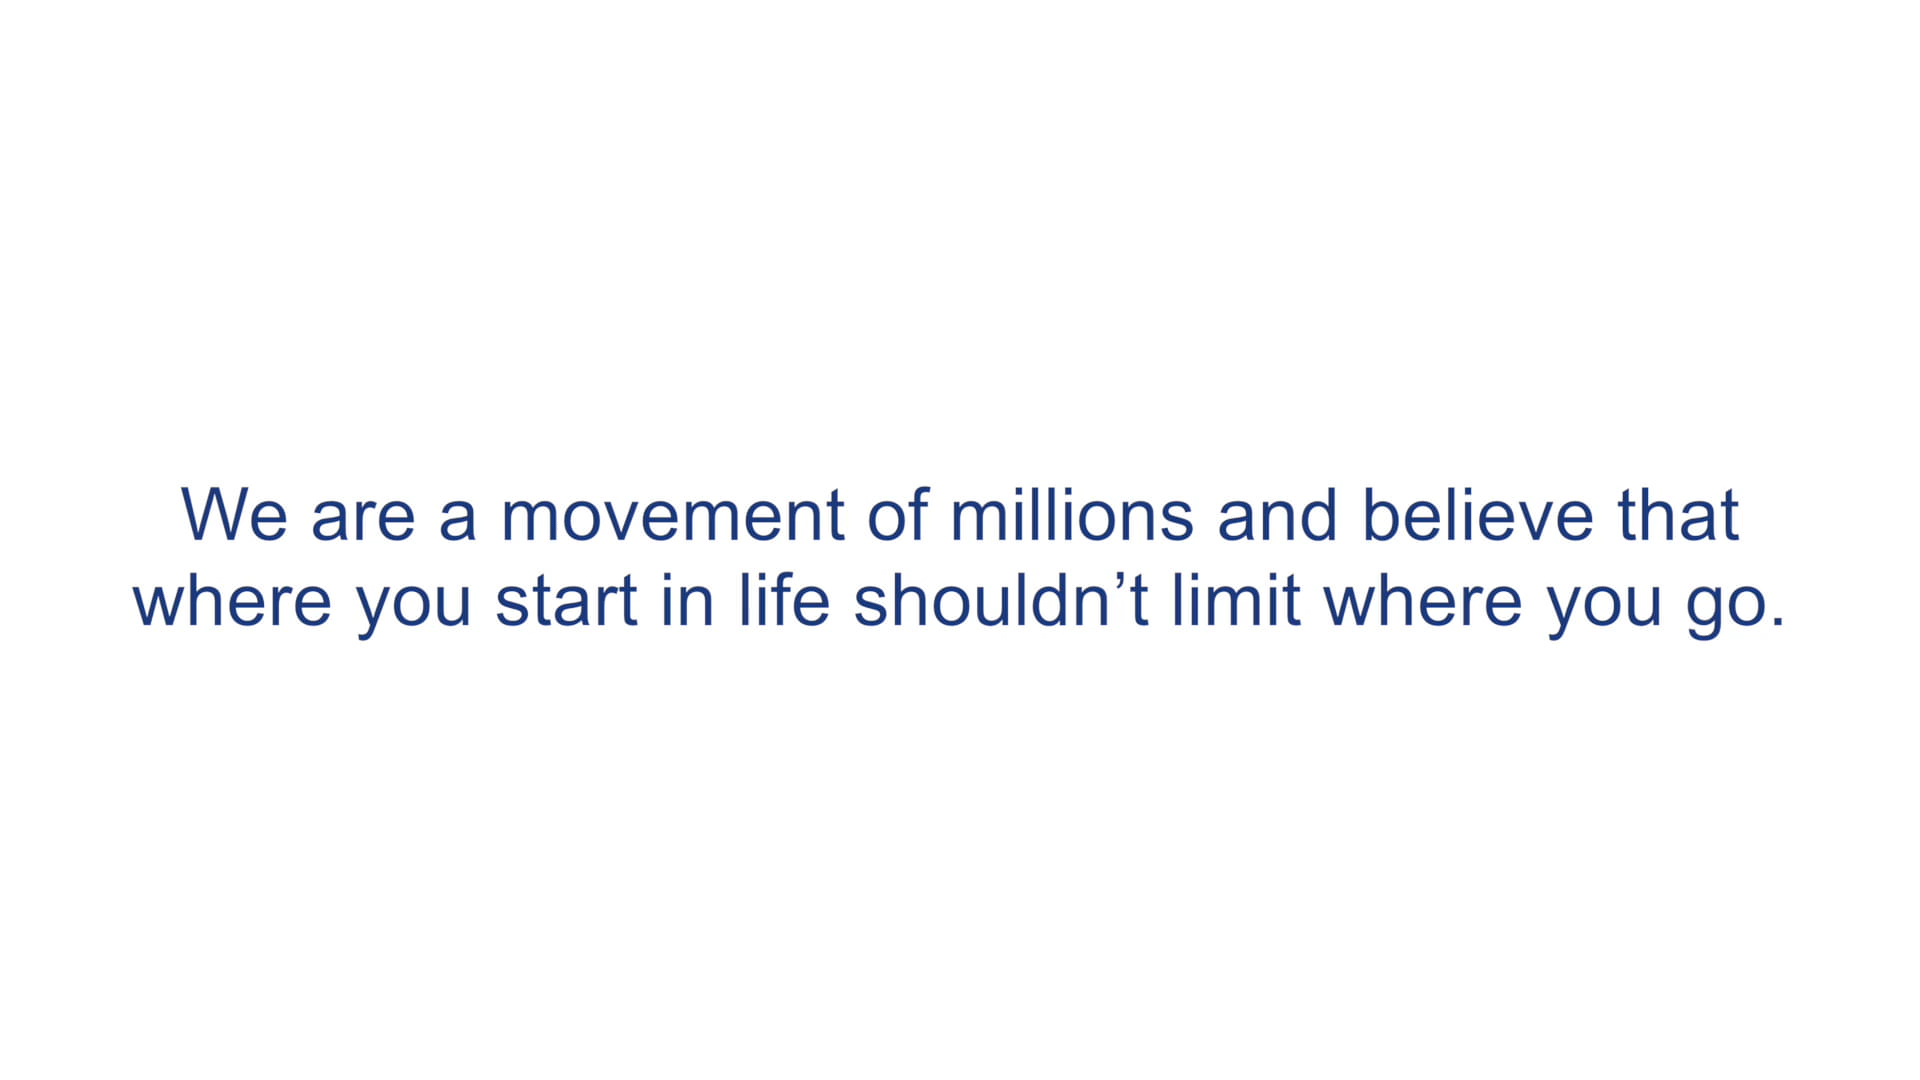 We are a movement of millions and believe that
where you start in life shouldn’t limit where you go.